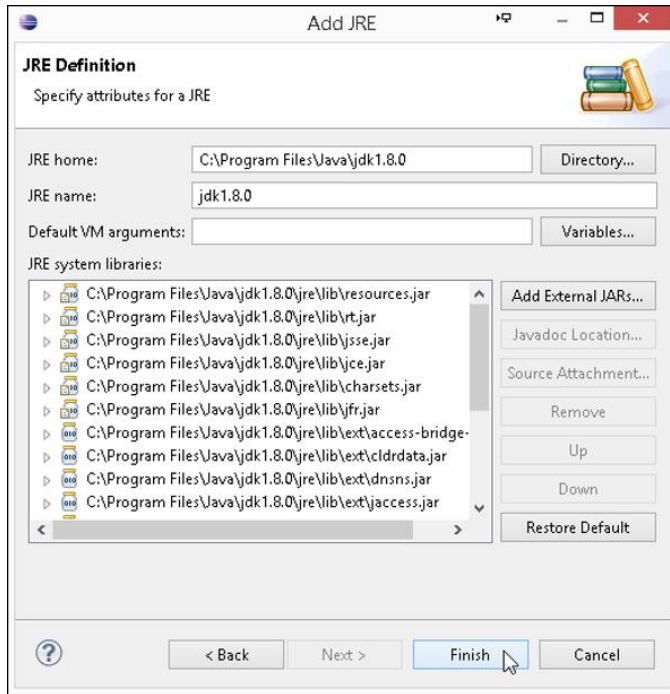 Add JRE
JRE Definition
Specify attributes for a JRE
JRE home: C:\Program Files\Java\jdk1.8.0 Directory...
JRE name: jdk1.8.0
Default VM arguments: Variables...
JRE system libraries:
C:\Program Files\Java\jdk1.8.0\jre\lib\resources.jar
C:\Program Files\Java\jdk1.8.0\jre\lib\rt.jar
C:\Program Files\Java\jdk1.8.0\jre\lib\jsse.jar
C:\Program Files\Java\jdk1.8.0\jre\lib\jce.jar
C:\Program Files\Java\jdk1.8.0\jre\lib\charsets.jar
C:\Program Files\Java\jdk1.8.0\jre\lib\jfr.jar
C:\Program Files\Java\jdk1.8.0\jre\lib\ext\access-bridge-
C:\Program Files\Java\jdk1.8.0\jre\lib\ext\cldrdata.jar
C:\Program Files\Java\jdk1.8.0\jre\lib\ext\dnsns.jar
C:\Program Files\Java\jdk1.8.0\jre\lib\ext\jaccess.jar
Add External JARs...
Javadoc Location...
Source Attachment...
Remove
Up
Down
Restore Default
< Back Next > Finish Cancel